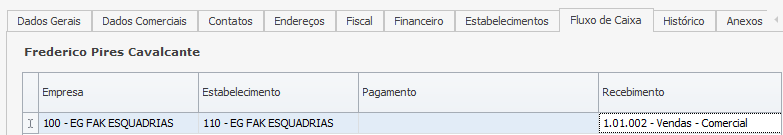 Dados Gerais Dados Comerciais Contatos Endereços Fiscal Financeiro Estabelecimentos Fluxo de Caixa Histórico Anexos
Frederico Pires Cavalcante
Empresa Estabelecimento Pagamento Recebimento
100 - EG FAK ESQUADRIAS 110 - EG FAK ESQUADRIAS 1.01.002 - Vendas - Comercial